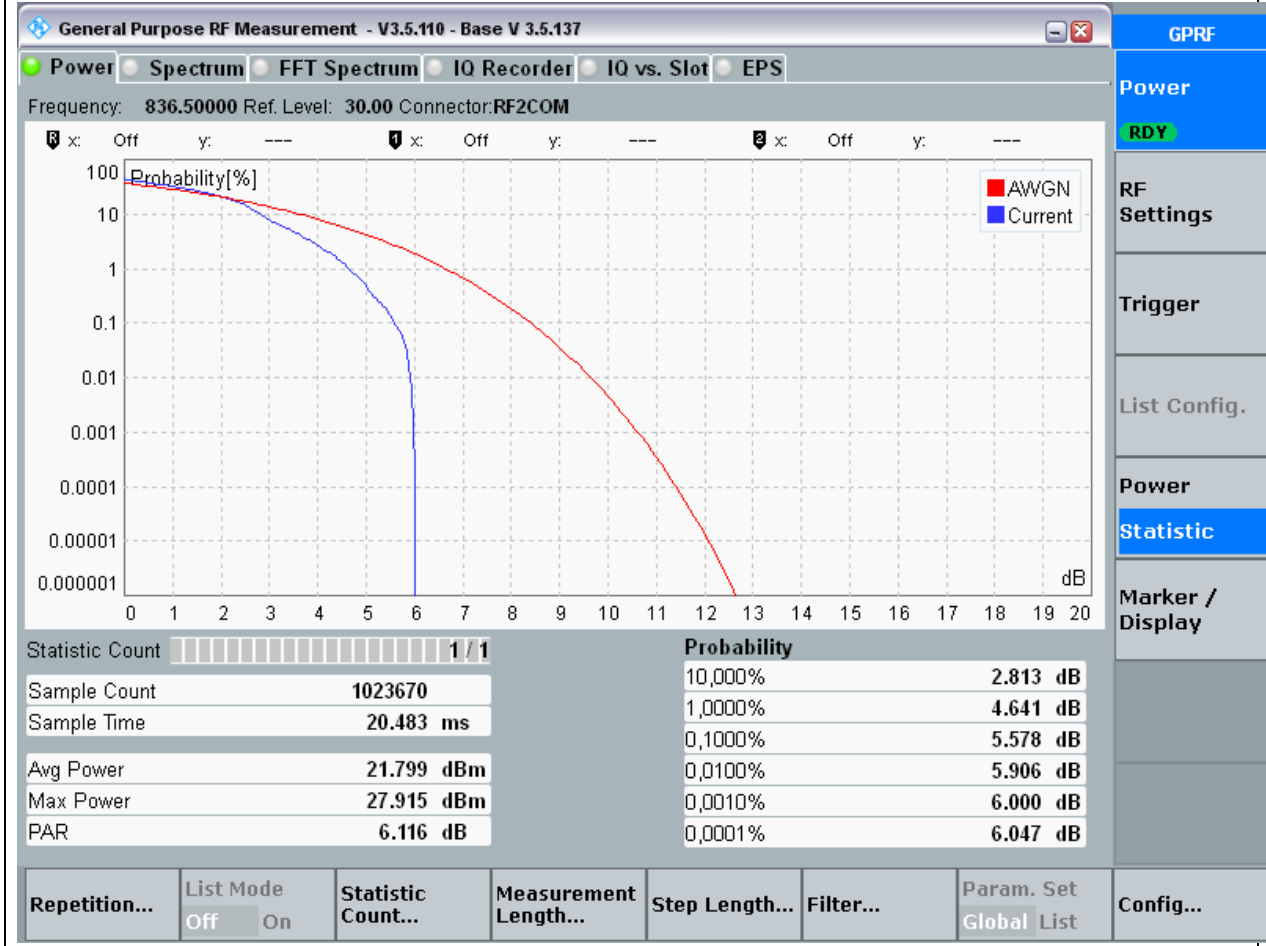 General Purpose RF Measurement - V3.5.110 - Base V 3.5.137
GPRF
Power Spectrum FFT Spectrum IQ Recorder IQ vs. Slot EPS
Frequency: 836.50000 Ref. Level: 30.00 Connector:RF2COM
R x: Off y: --- 1 x: Off y: --- 2 x: Off y: ---
Probability[%]
100
10
1
0.1
0.01
0.001
0.0001
0.00001
0.000001
AWGN
Current
dB
0 1 2 3 4 5 6 7 8 9 10 11 12 13 14 15 16 17 18 19 20
Statistic Count 1 / 1
Sample Count 1023670
Sample Time 20.483 ms
Avg Power 21.799 dBm
Max Power 27.915 dBm
PAR 6.116 dB
Probability
10,000% 2.813 dB
1,0000% 4.641 dB
0,1000% 5.578 dB
0,0100% 5.906 dB
0,0010% 6.000 dB
0,0001% 6.047 dB
Power
RDY
RF
Settings
Trigger
List Config.
Power
Statistic
Marker /
Display
Repetition...
List Mode
Off On
Statistic
Count...
Measurement
Length...
Step Length...
Filter...
Param. Set
Global List
Config...